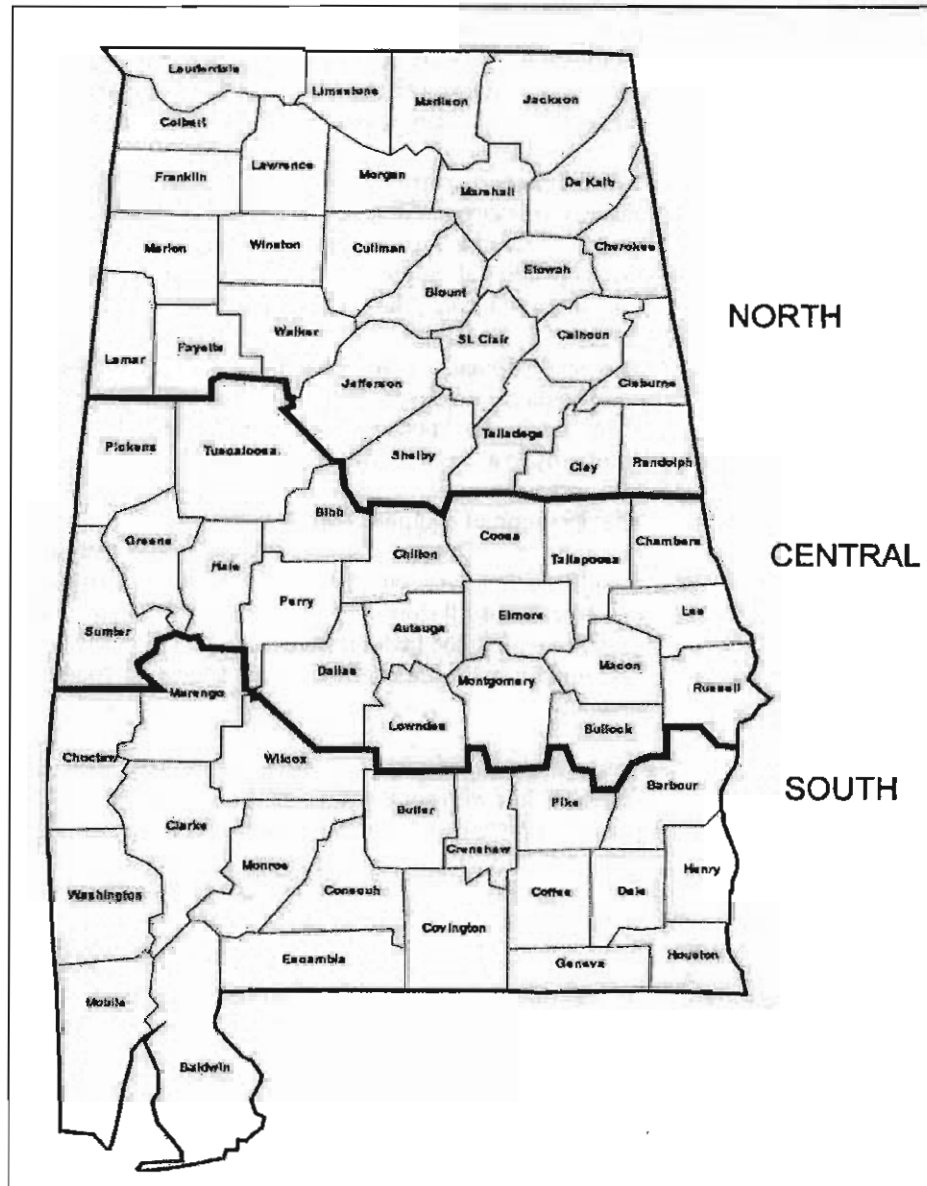 Lauderdale
Limestone
Madison
Jackson
Colbert
Lawrence
Franklin
Morgan
Marshall
De Kalb
Marion
Winston
Cullman
Cherokee
Etowah
Blount
NORTH
Walker
St. Clair
Calhoun
Fayette
Lamar
Jefferson
Cleburne
Talladega
Pickens
Tuscaloosa
Shelby
Clay
Randolph
Bibb
Greene
Hale
Chilton
Coosa
Tallapoosa
Chambers
CENTRAL
Perry
Autauga
Elmore
Lee
Sumter
Dallas
Macon
Marengo
Montgomery
Russell
Lowndes
Bullock
Choctaw
Wilcox
Barbour
SOUTH
Butler
Pike
Clarke
Crenshaw
Monroe
Henry
Washington
Conecuh
Coffee
Dale
Covington
Escambia
Geneva
Houston
Mobile
Baldwin